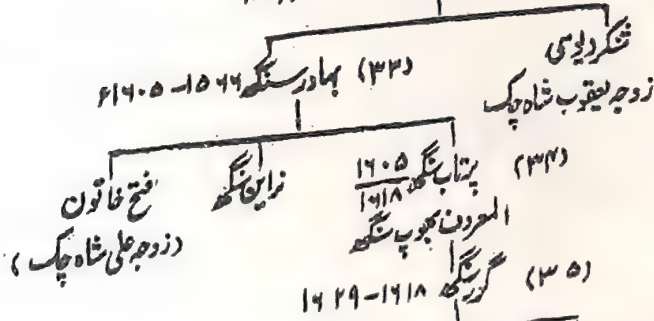 شنکر دیوی
زوجہ یعقوب شاہ چک
(۳۳) بہادر سنگھ ۱۵۶۶-۱۶۰۵ء
(۳۴) پرتاب سنگھ ۱۶۰۵/۱۶۱۸
المعروف بھوپ سنگھ
نراین سنگھ
فتح خاتون
(زوجہ علی شاہ چک)
(۳۵) گور سنگھ ۱۶۱۸-۱۶۲۹